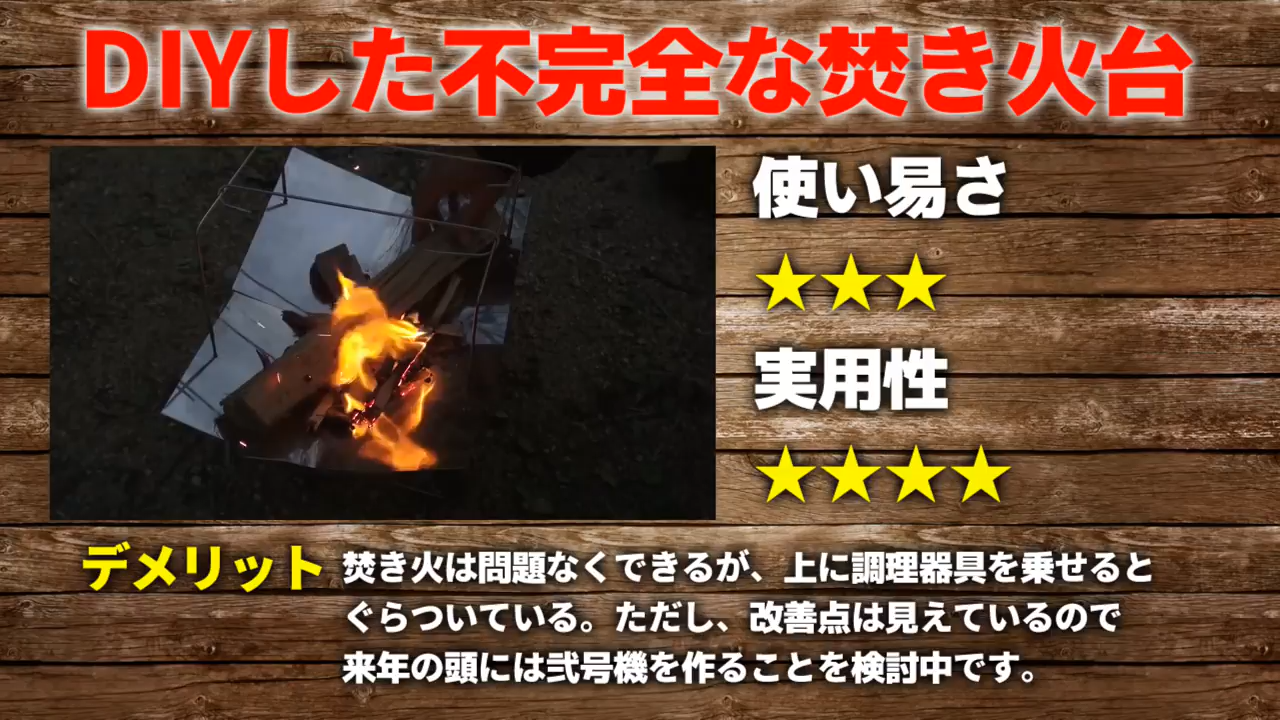 DIYした不完全な焚き火台
使い易さ
★★★
実用性
★★★★
デメリット 焚き火は問題なくできるが、上に調理器具を乗せると
ぐらついている。ただし、改善点は見えているので
来年の頭には弐号機を作ることを検討中です。